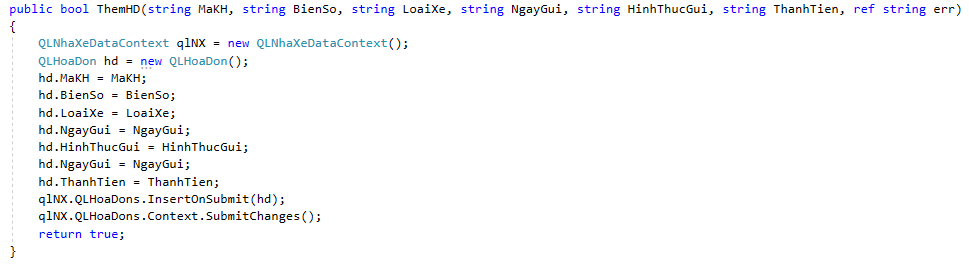 public bool ThemHD(string MaKH, string BienSo, string LoaiXe, string NgayGui, string HinhThucGui, string ThanhTien, ref string err)
{
QLNhaXeDataContext qlNX = new QLNhaXeDataContext();
QLHoaDon hd = new QLHoaDon();
hd.MaKH = MaKH;
hd.BienSo = BienSo;
hd.LoaiXe = LoaiXe;
hd.NgayGui = NgayGui;
hd.HinhThucGui = HinhThucGui;
hd.NgayGui = NgayGui;
hd.ThanhTien = ThanhTien;
qlNX.QLHoaDons.InsertOnSubmit(hd);
qlNX.QLHoaDons.Context.SubmitChanges();
return true;
}